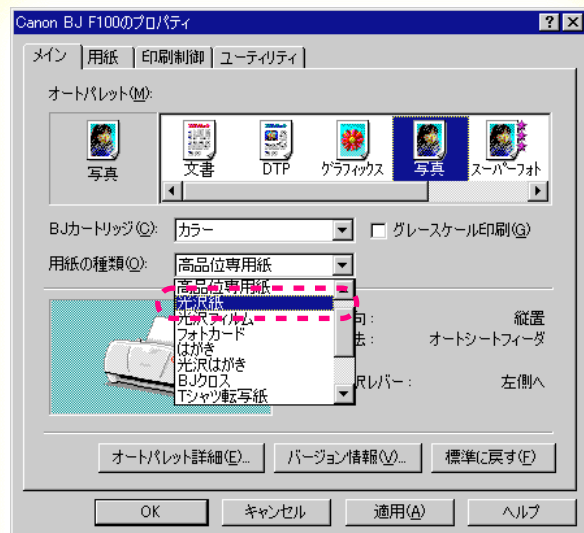 Canon BJ F100のプロパティ
メイン 用紙 印刷制御 ユーティリティ
オートパレット(M):
写真
文書 DTP グラフィックス 写真 スーパーフォト
BJカートリッジ(C): カラー グレースケール印刷(G)
用紙の種類(O): 高品位専用紙
高品位専用紙
光沢紙
光沢フィルム 向: 縦置
フォトカード 法: オートシートフィーダ
はがき
光沢はがき
BJクロス 沢レバー: 左側へ
Tシャツ転写紙
オートパレット詳細(E)... バージョン情報(V)... 標準に戻す(F)
OK キャンセル 適用(A) ヘルプ